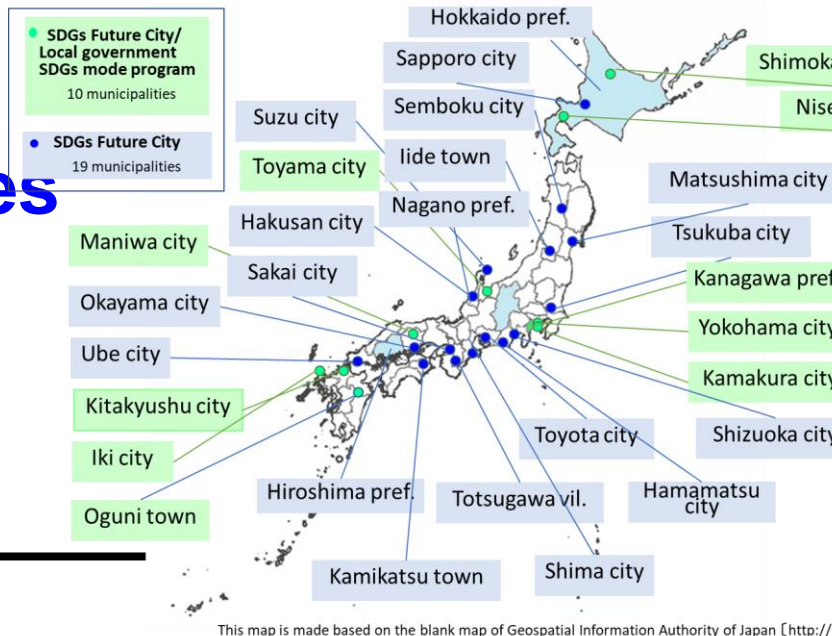 SDGs Future City/
Local government
SDGs mode program
10 municipalities
SDGs Future City
19 municipalities
es
Hokkaido pref.
Sapporo city
Semboku city
Suzu city
Toyama city
Iide town
Nagano pref.
Hakusan city
Maniwa city
Sakai city
Okayama city
Ube city
Kitakyushu city
Iki city
Oguni town
Hiroshima pref.
Kamikatsu town
Totsugawa vil.
Shima city
Toyota city
Hamamatsu
city
Shizuoka city
Kamakura city
Yokohama city
Kanagawa pref
Tsukuba city
Matsushima city
Shimoka
Nise
This map is made based on the blank map of Geospatial Information Authority of Japan〔http://